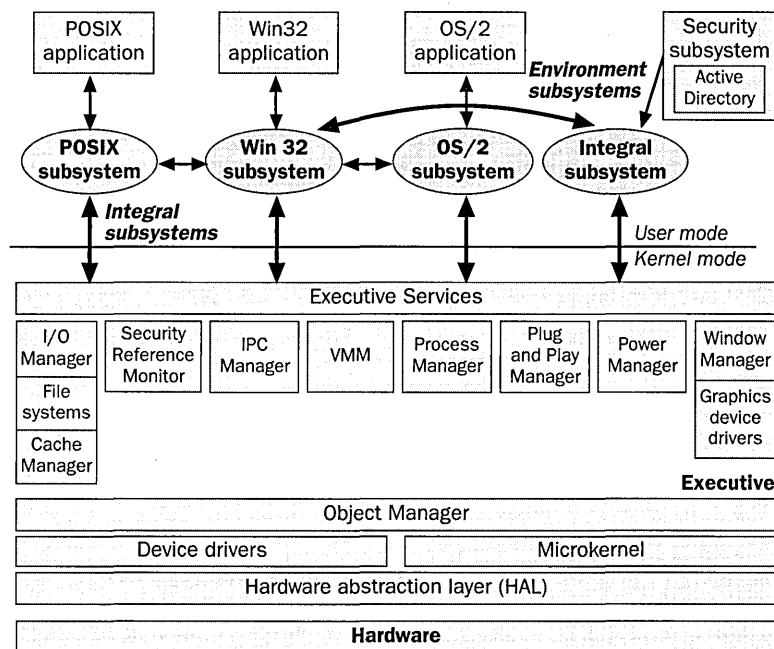 POSIX
application
Win32
application
OS/2
application
Security
subsystem
Active
Directory
Environment
subsystems
POSIX
subsystem
Win 32
subsystem
OS/2
subsystem
Integral
subsystem
Integral
subsystems
User mode
Kernel mode
Executive Services
I/O
Manager
File
systems
Cache
Manager
Security
Reference
Monitor
IPC
Manager
VMM
Process
Manager
Plug
and Play
Manager
Power
Manager
Window
Manager
Graphics
device
drivers
Executive
Object Manager
Device drivers
Microkernel
Hardware abstraction layer (HAL)
Hardware